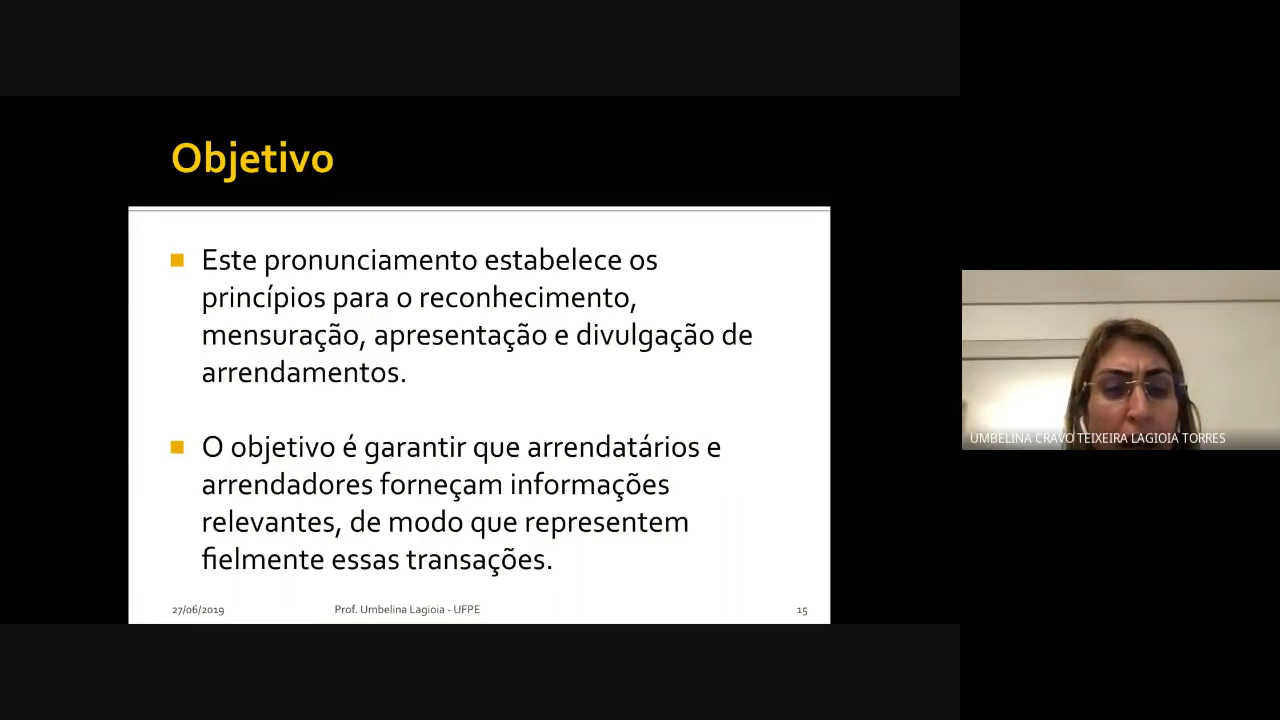 Objetivo
Este pronunciamento estabelece os
princípios para o reconhecimento,
mensuração, apresentação e divulgação de
arrendamentos.
O objetivo é garantir que arrendatários e
arrendadores forneçam informações
relevantes, de modo que representem
fielmente essas transações.
27/06/2019 Prof. Umbelina Lagioia - UFPE 15
UMBELINA CRAVO TEIXEIRA LAGIOIA TORRES